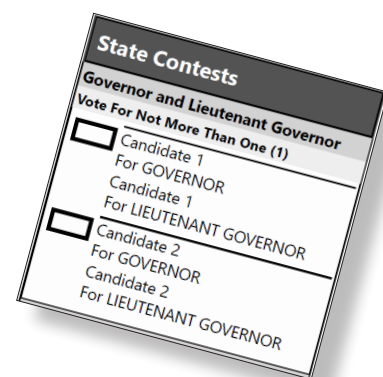 State Contests
Governor and Lieutenant Governor
Vote For Not More Than One (1)
Candidate 1
For GOVERNOR
Candidate 1
For LIEUTENANT GOVERNOR
Candidate 2
For GOVERNOR
Candidate 2
For LIEUTENANT GOVERNOR